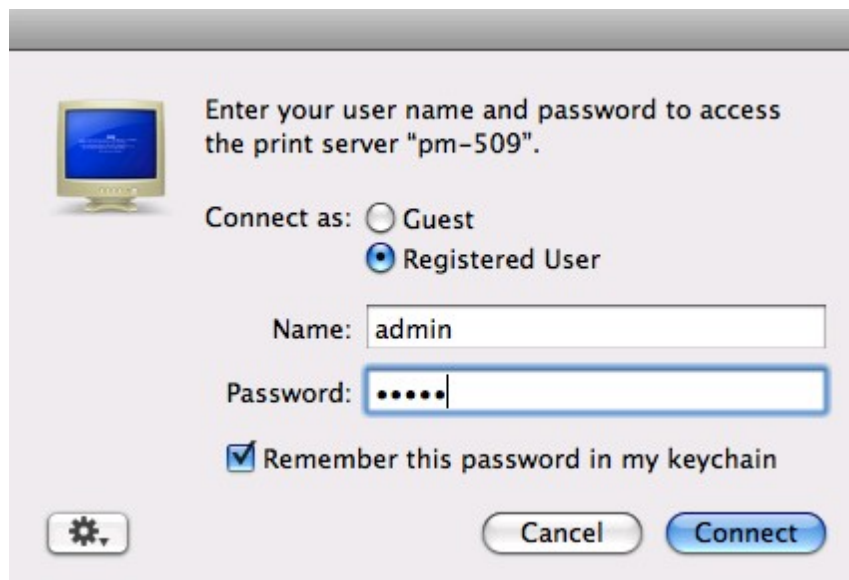 Enter your user name and password to access
the print server “pm-509”.
Connect as: Guest
Registered User
Name: admin
Password: •••••
Remember this password in my keychain
Cancel Connect